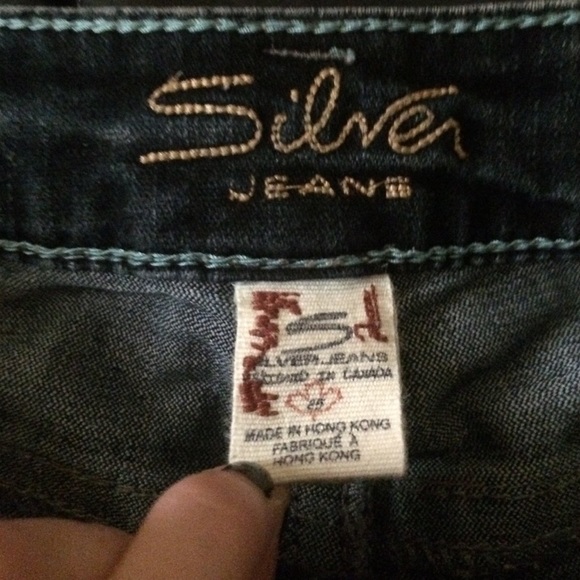 Silver
JEANS
S
SILVER JEANS
DESIGNED IN CANADA
MADE IN HONG KONG
FABRIQUÉ À
HONG KONG